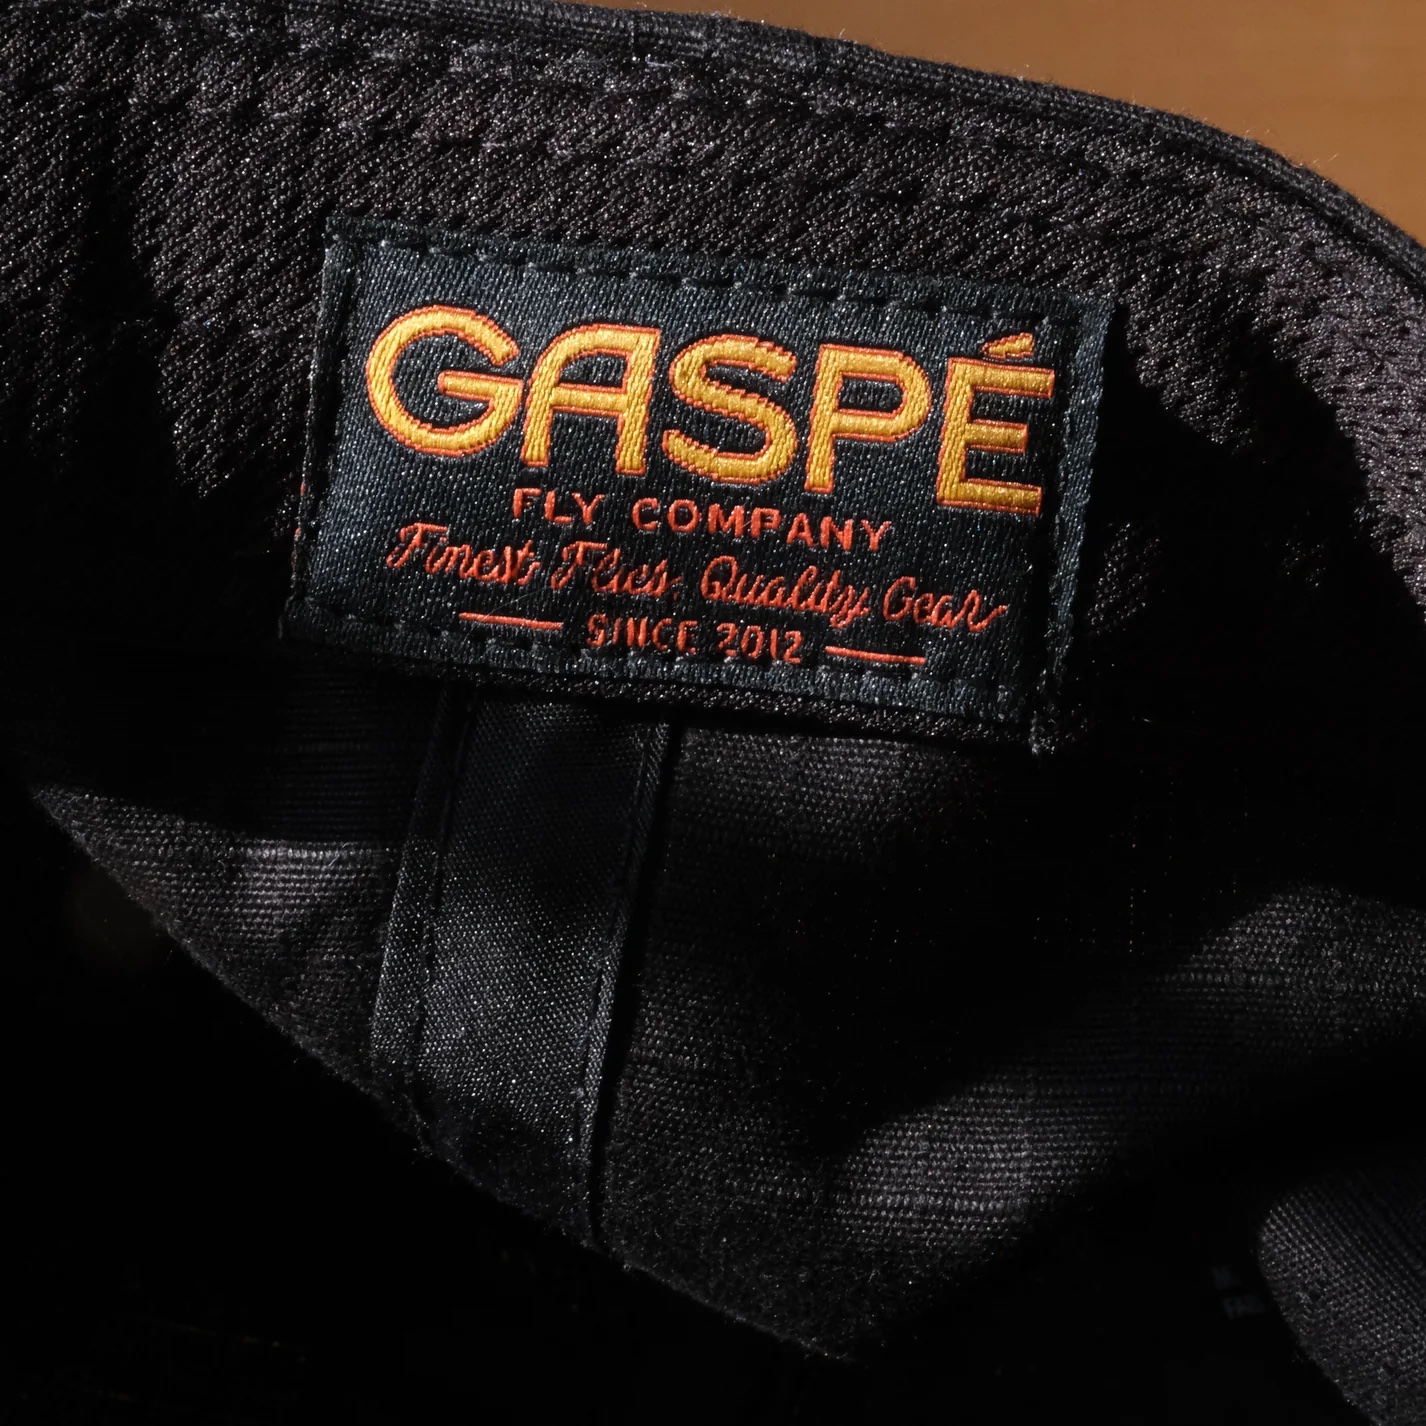 GASPÉ
FLY COMPANY
Finest Flies. Quality Gear
SINCE 2012